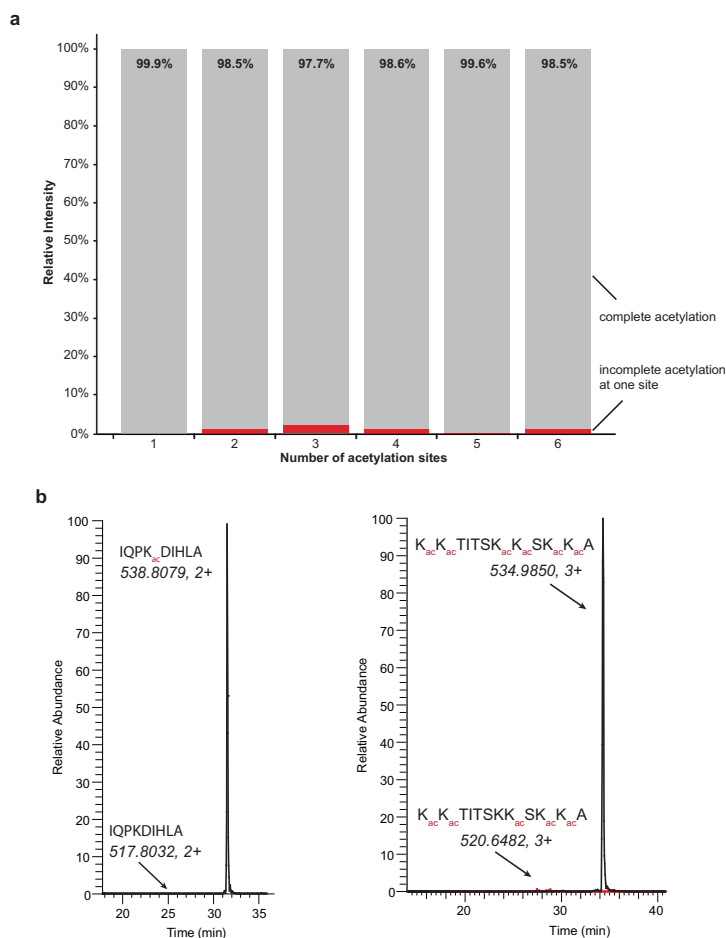 a
100%
90%
80%
70%
60%
50%
40%
30%
20%
10%
0%
Relative Intensity
99.9% 98.5% 97.7% 98.6% 99.6% 98.5%
complete acetylation
incomplete acetylation
at one site
1 2 3 4 5 6
Number of acetylation sites
b
100
90
80
70
60
50
40
30
20
10
0
Relative Abundance
IQPKacDIHLA
538.8079, 2+
IQPKDIHLA
517.8032, 2+
20 25 30 35
Time (min)
100
90
80
70
60
50
40
30
20
10
0
Relative Abundance
KacKacTITSKacKacSKacKacA
534.9850, 3+
KacKacTITSKKacSKacKacA
520.6482, 3+
20 30 40
Time (min)